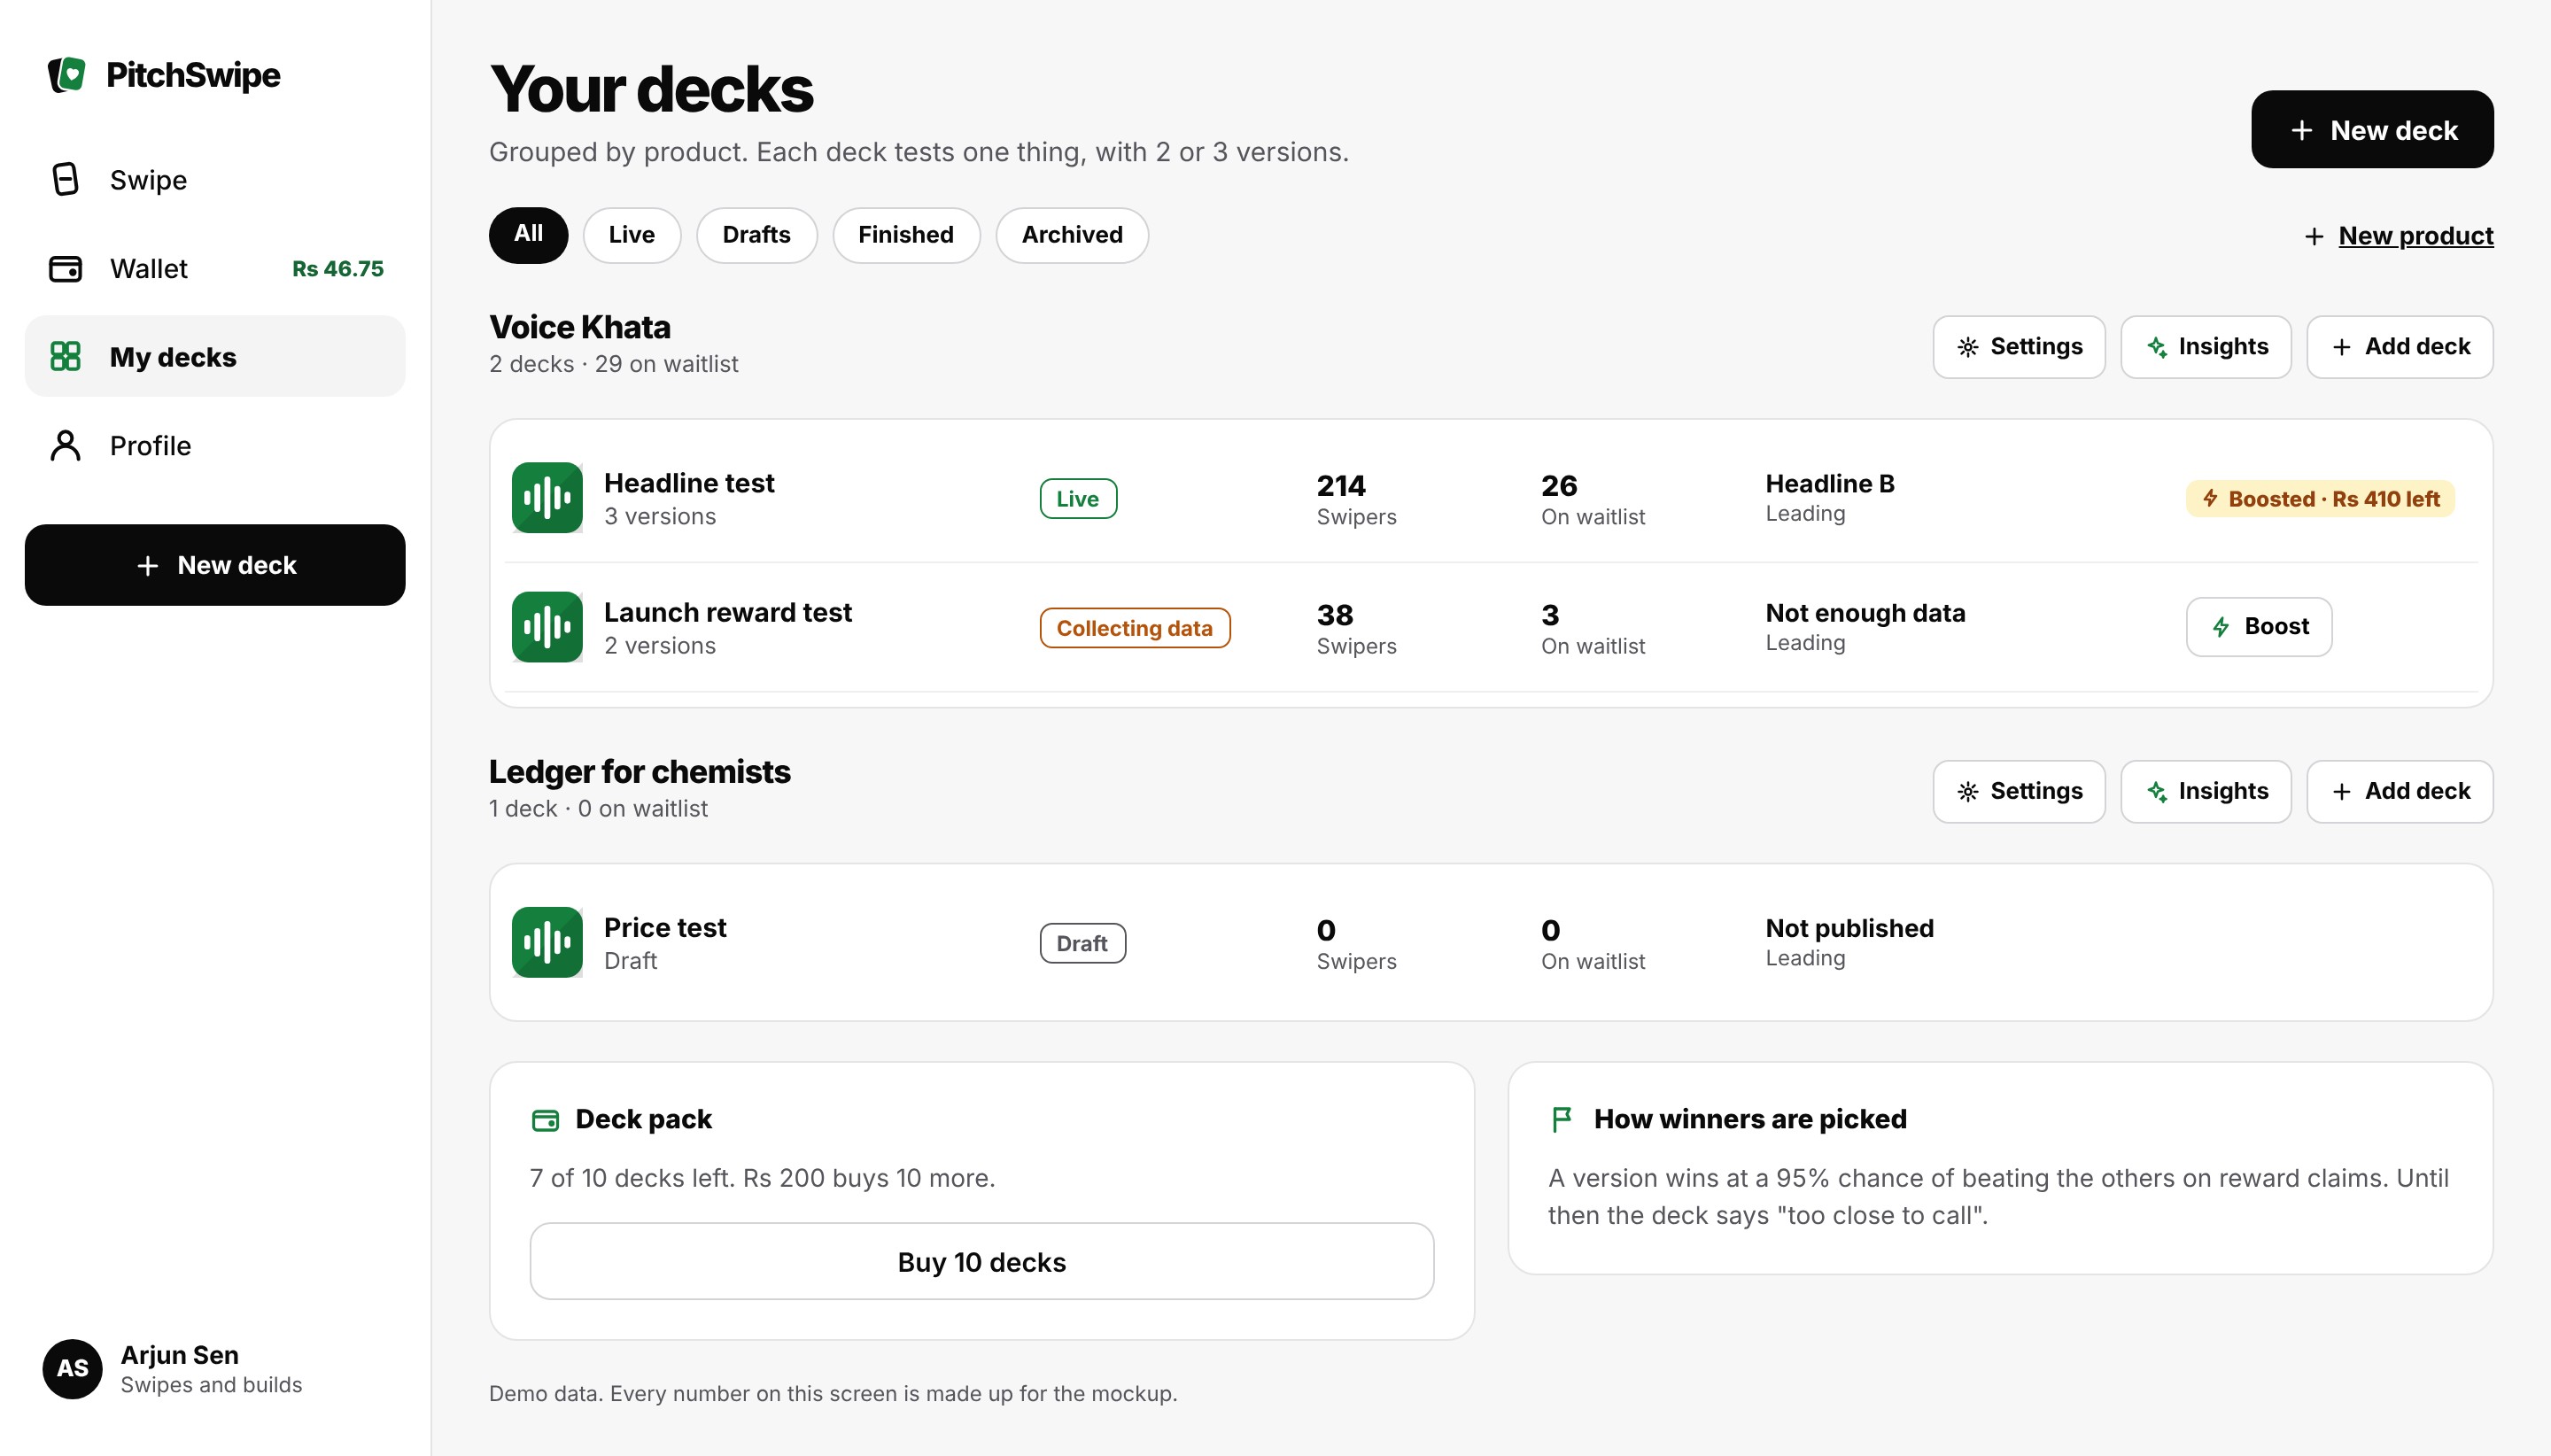 PitchSwipe
Swipe
Wallet Rs 46.75
My decks
Profile
+ New deck
AS
Arjun Sen
Swipes and builds
Your decks
Grouped by product. Each deck tests one thing, with 2 or 3 versions.
+ New deck
All Live Drafts Finished Archived
+ New product
Voice Khata
2 decks · 29 on waitlist
Settings Insights + Add deck
Headline test
3 versions
Live
214
Swipers
26
On waitlist
Headline B
Leading
Boosted · Rs 410 left
Launch reward test
2 versions
Collecting data
38
Swipers
3
On waitlist
Not enough data
Leading
Boost
Ledger for chemists
1 deck · 0 on waitlist
Settings Insights + Add deck
Price test
Draft
Draft
0
Swipers
0
On waitlist
Not published
Leading
Deck pack
7 of 10 decks left. Rs 200 buys 10 more.
Buy 10 decks
How winners are picked
A version wins at a 95% chance of beating the others on reward claims. Until
then the deck says "too close to call".
Demo data. Every number on this screen is made up for the mockup.